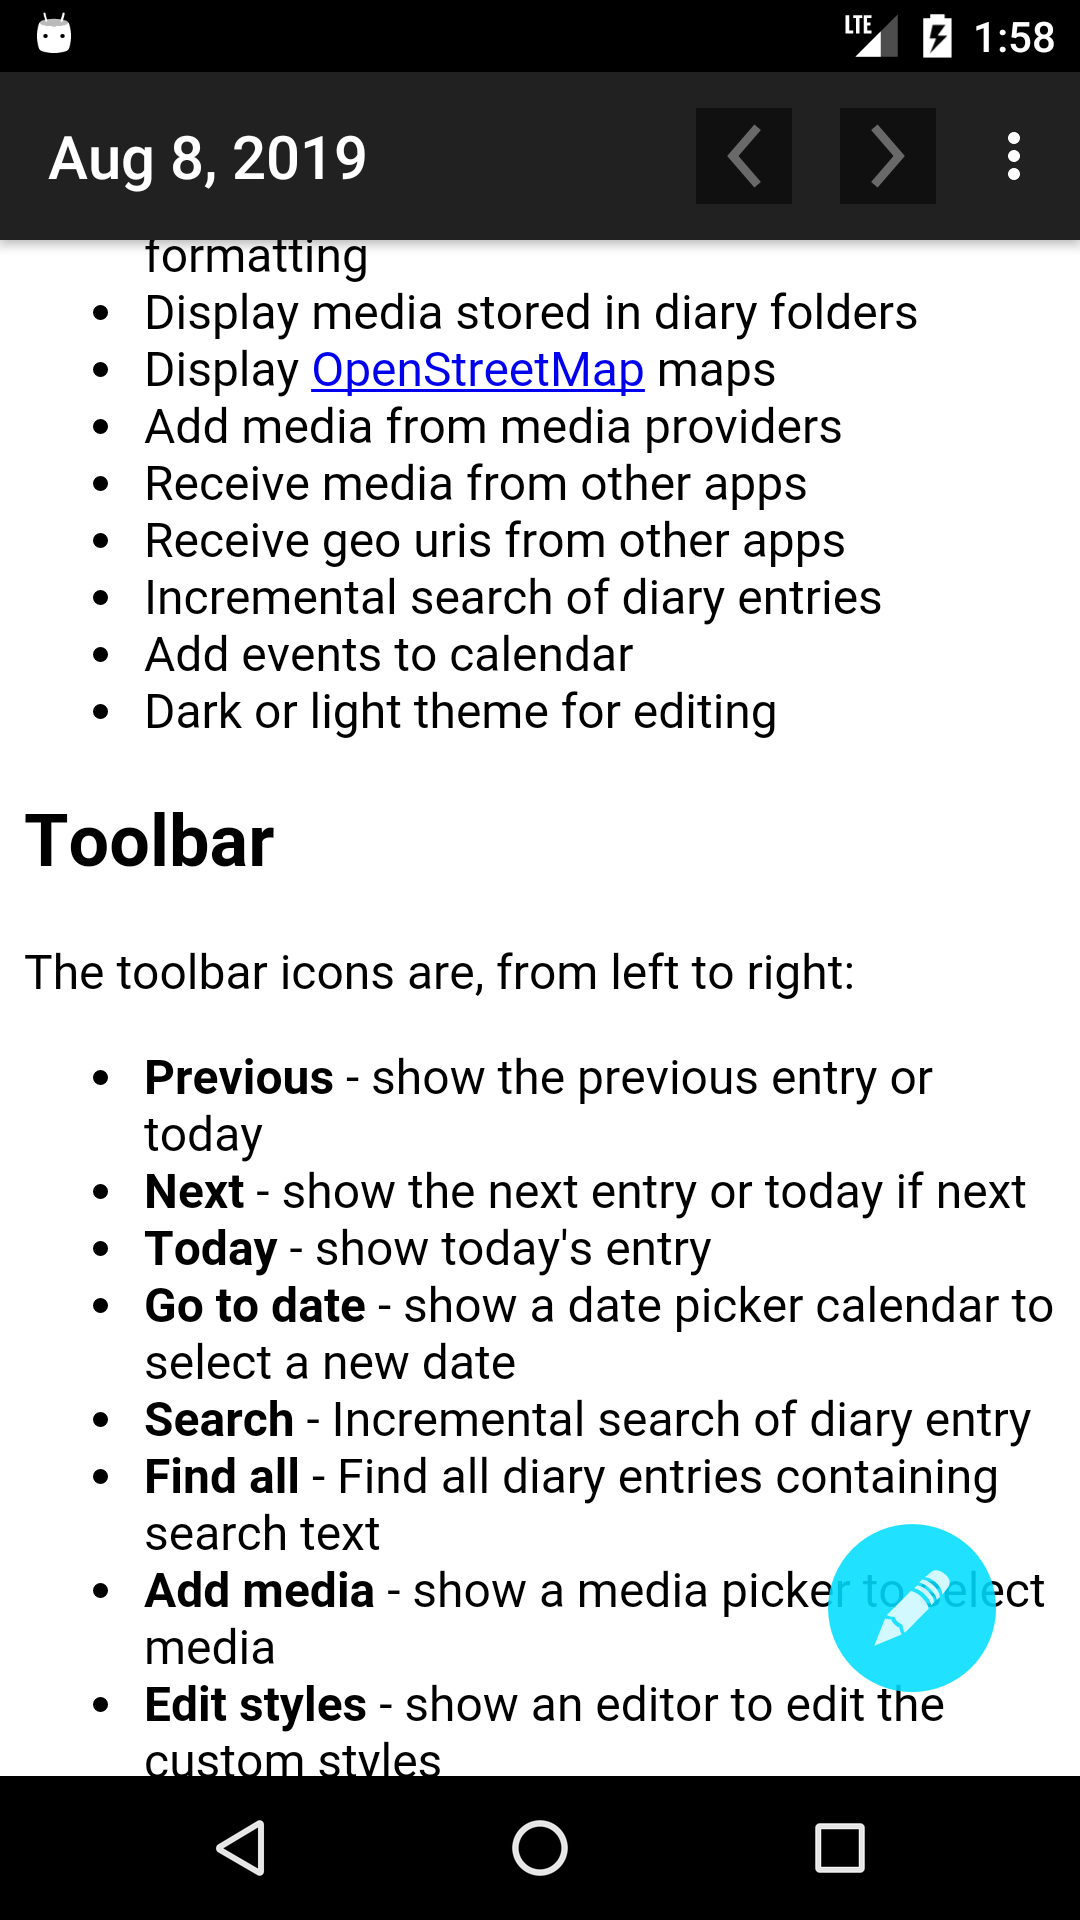 LTE 1:58
Aug 8, 2019
formatting
• Display media stored in diary folders
• Display OpenStreetMap maps
• Add media from media providers
• Receive media from other apps
• Receive geo uris from other apps
• Incremental search of diary entries
• Add events to calendar
• Dark or light theme for editing
Toolbar
The toolbar icons are, from left to right:
• Previous - show the previous entry or
today
• Next - show the next entry or today if next
• Today - show today's entry
• Go to date - show a date picker calendar to
select a new date
• Search - Incremental search of diary entry
• Find all - Find all diary entries containing
search text
• Add media - show a media picker to select
media
• Edit styles - show an editor to edit the
custom styles